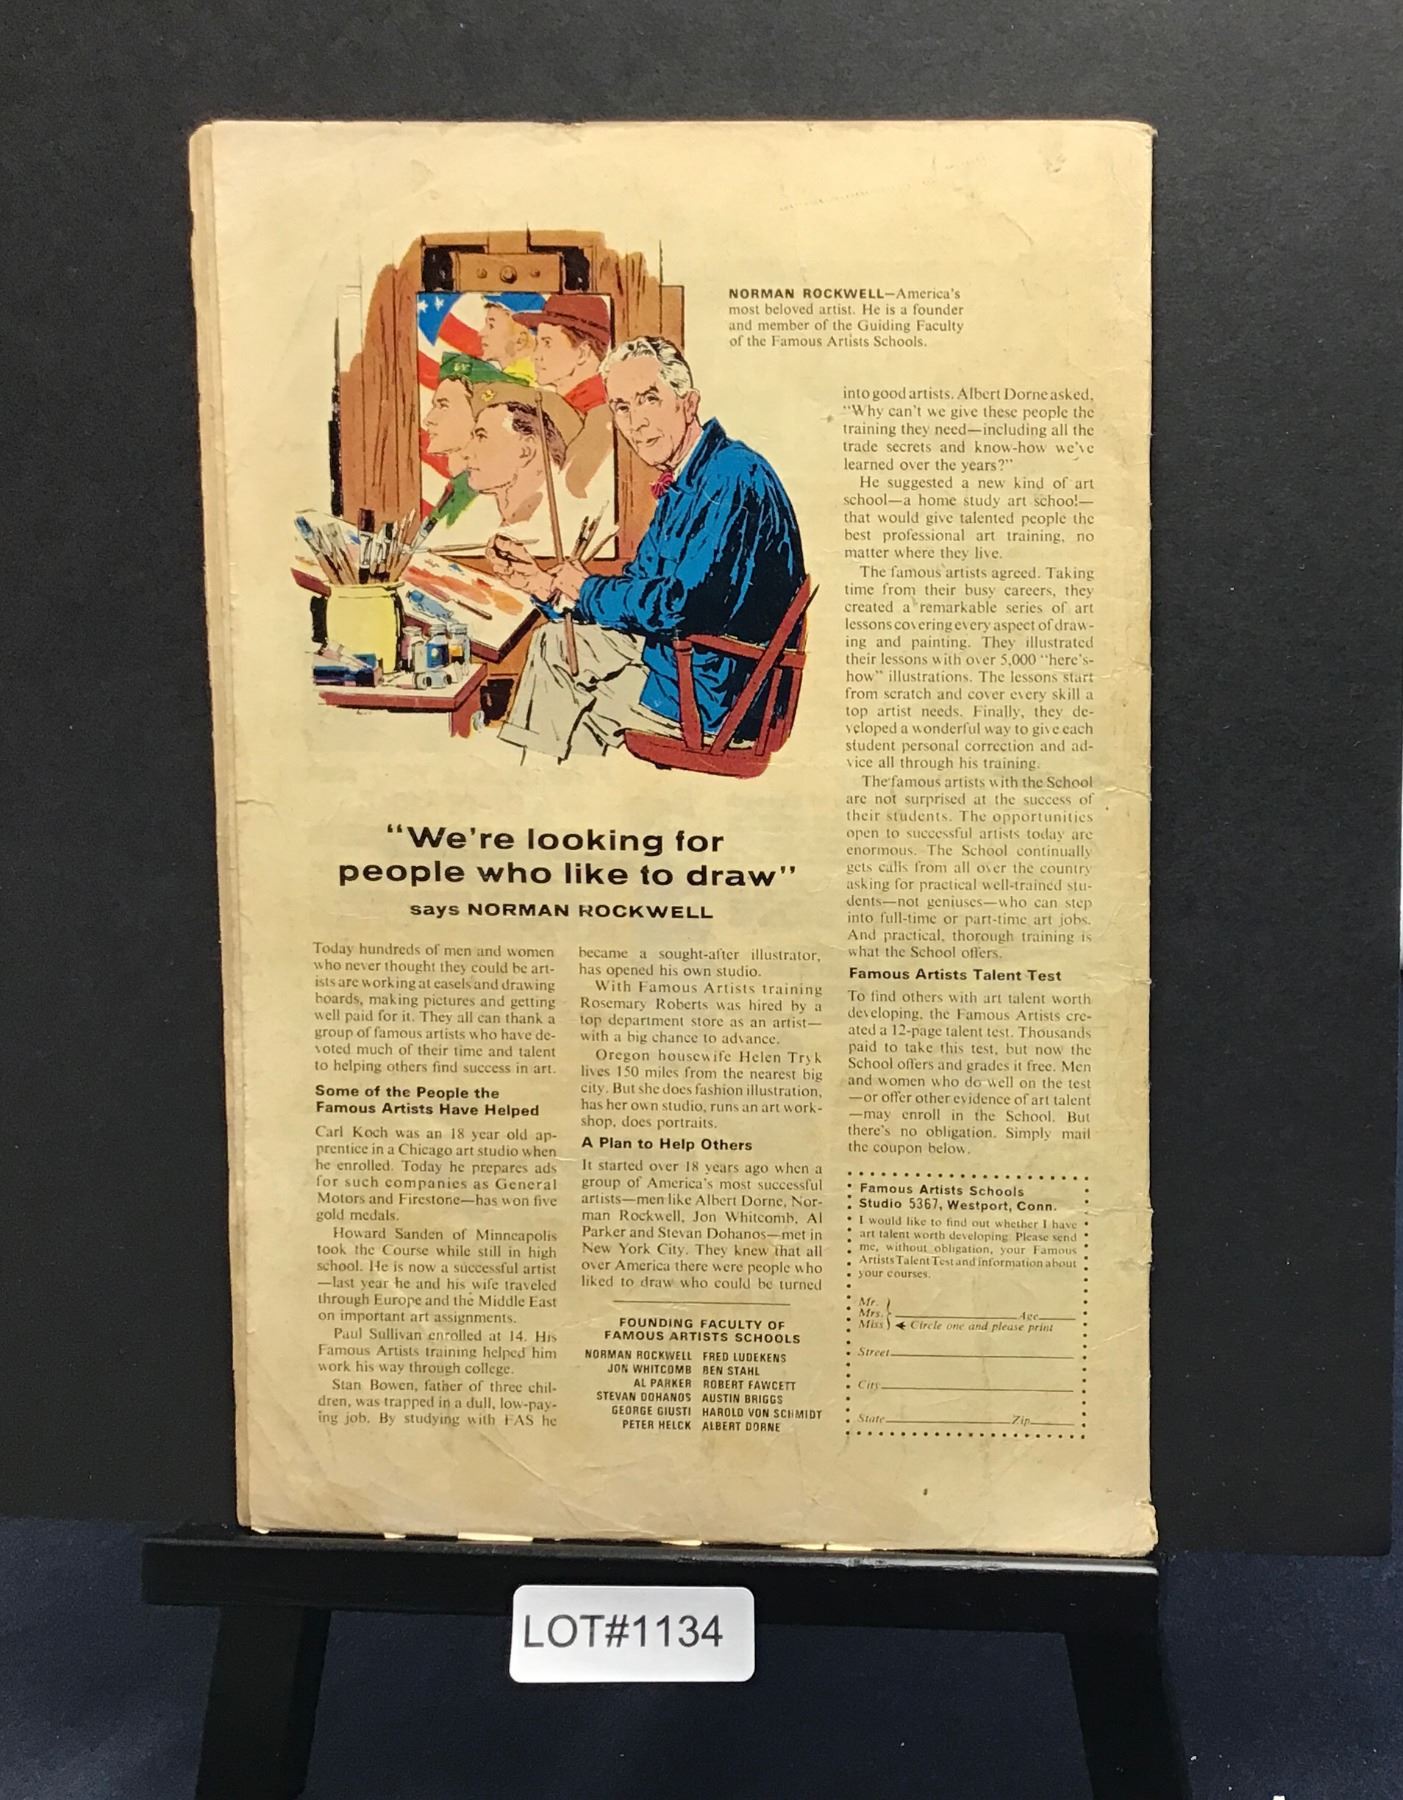 NORMAN ROCKWELL—America's
most beloved artist. He is a founder
and member of the Guiding Faculty
of the Famous Artists Schools.
"We're looking for
people who like to draw"
says NORMAN ROCKWELL
Today hundreds of men and women
who never thought they could be art-
ists are working at easels and drawing
boards, making pictures and getting
well paid for it. They all can thank a
group of famous artists who have de-
voted much of their time and talent
to helping others find success in art.
Some of the People the
Famous Artists Have Helped
Carl Koch was an 18 year old ap-
prentice in a Chicago art studio when
he enrolled. Today he prepares ads
for such companies as General
Motors and Firestone—has won five
gold medals.
Howard Sanden of Minneapolis
took the Course while still in high
school. He is now a successful artist
—last year he and his wife traveled
through Europe and the Middle East
on important art assignments.
Paul Sullivan enrolled at 14. His
Famous Artists training helped him
work his way through college.
Stan Bowen, father of three chil-
dren, was trapped in a dull, low-pay-
ing job. By studying with FAS he
became a sought-after illustrator,
has opened his own studio.
With Famous Artists training
Rosemary Roberts was hired by a
top department store as an artist—
with a big chance to advance.
Oregon housewife Helen Tryk
lives 150 miles from the nearest big
city. But she does fashion illustration,
has her own studio, runs an art work-
shop, does portraits.
A Plan to Help Others
It started over 18 years ago when a
group of America's most successful
artists—men like Albert Dorne, Nor-
man Rockwell, Jon Whitcomb, Al
Parker and Stevan Dohanos—met in
New York City. They knew that all
over America there were people who
liked to draw who could be turned
FOUNDING FACULTY OF
FAMOUS ARTISTS SCHOOLS
NORMAN ROCKWELL FRED LUDEKENS
JON WHITCOMB BEN STAHL
AL PARKER ROBERT FAWCETT
STEVAN DOHANOS AUSTIN BRIGGS
GEORGE GIUSTI HAROLD VON SCHMIDT
PETER HELCK ALBERT DORNE
into good artists. Albert Dorne asked,
"Why can't we give these people the
training they need—including all the
trade secrets and know-how we've
learned over the years?"
He suggested a new kind of art
school—a home study art school—
that would give talented people the
best professional art training, no
matter where they live.
The famous artists agreed. Taking
time from their busy careers, they
created a remarkable series of art
lessons covering every aspect of draw-
ing and painting. They illustrated
their lessons with over 5,000 "here's-
how" illustrations. The lessons start
from scratch and cover every skill a
top artist needs. Finally, they de-
veloped a wonderful way to give each
student personal correction and ad-
vice all through his training.
The famous artists with the School
are not surprised at the success of
their students. The opportunities
open to successful artists today are
enormous. The School continually
gets calls from all over the country
asking for practical well-trained stu-
dents—not geniuses—who can step
into full-time or part-time art jobs.
And practical, thorough training is
what the School offers.
Famous Artists Talent Test
To find others with art talent worth
developing, the Famous Artists cre-
ated a 12-page talent test. Thousands
paid to take this test, but now the
School offers and grades it free. Men
and women who do well on the test
—or offer other evidence of art talent
—may enroll in the School. But
there's no obligation. Simply mail
the coupon below.
Famous Artists Schools
Studio 5367, Westport, Conn.
I would like to find out whether I have
art talent worth developing. Please send
me, without obligation, your Famous
Artists Talent Test and information about
your courses.
Mr.
Mrs. Age
Miss Circle one and please print
Street
City
State Zip
LOT#1134